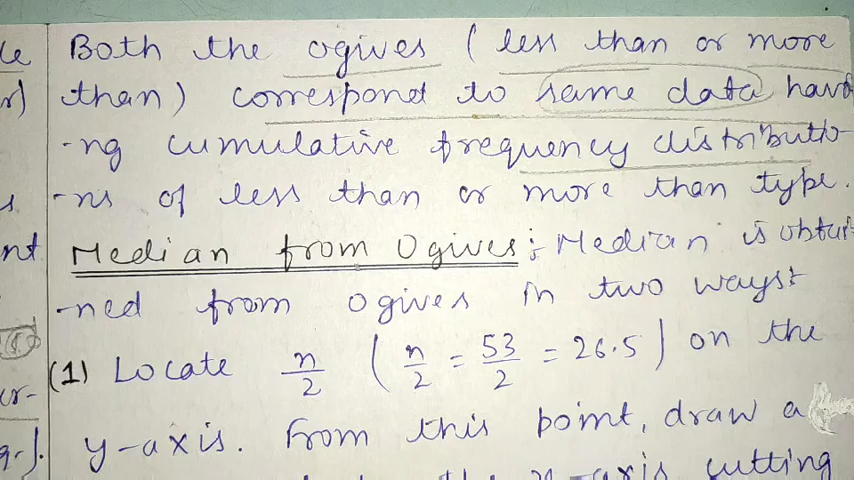 Both the ogives (less than or more
than) correspond to same data hav
-ng cumulative frequency distributio
-ns of less than or more than type.
Median from Ogives: Median is obtai
-ned from ogives in two ways:
(1) Locate n/2 (n/2 = 53/2 = 26.5) on the
y-axis. From this point, draw a
axis cutting